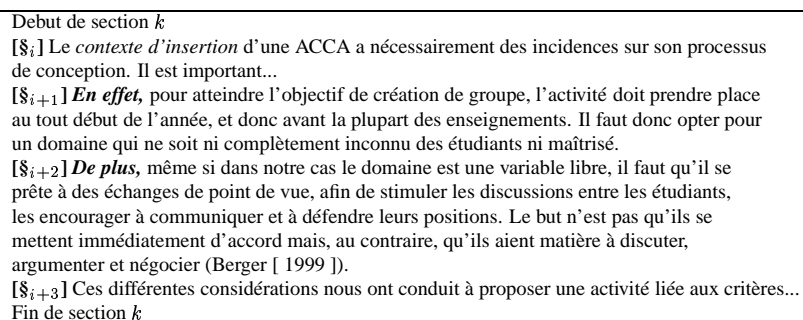 Debut de section k
[§i] Le contexte d'insertion d'une ACCA a nécessairement des incidences sur son processus
de conception. Il est important...
[§i+1] En effet, pour atteindre l'objectif de création de groupe, l'activité doit prendre place
au tout début de l'année, et donc avant la plupart des enseignements. Il faut donc opter pour
un domaine qui ne soit ni complètement inconnu des étudiants ni maîtrisé.
[§i+2] De plus, même si dans notre cas le domaine est une variable libre, il faut qu'il se
prête à des échanges de point de vue, afin de stimuler les discussions entre les étudiants,
les encourager à communiquer et à défendre leurs positions. Le but n'est pas qu'ils se
mettent immédiatement d'accord mais, au contraire, qu'ils aient matière à discuter,
argumenter et négocier (Berger [ 1999 ]).
[§i+3] Ces différentes considérations nous ont conduit à proposer une activité liée aux critères...
Fin de section k